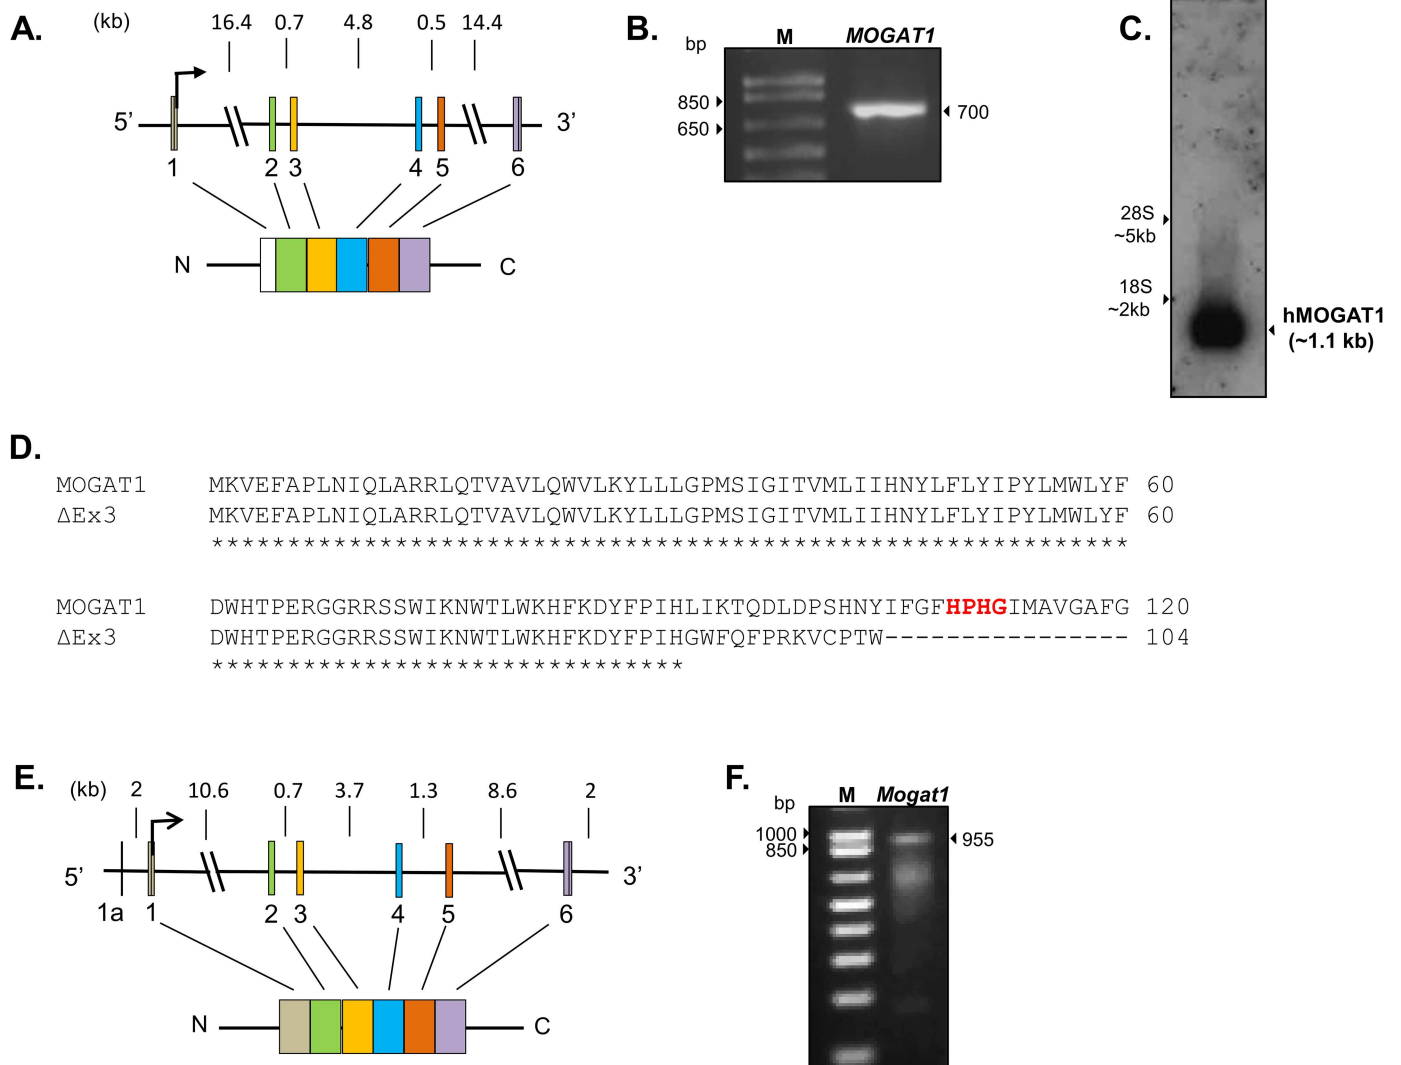 A.
(kb) 16.4 0.7 4.8 0.5 14.4
5’ 3’
1 2 3 4 5 6
N C
B.
bp M MOGAT1
850
650
700
C.
28S
~5kb
18S
~2kb
hMOGAT1
(~1.1 kb)
D.
MOGAT1 MKVEFAPLNIQLARRLQTVAVLQWVLKYLLLGPMSIGITVMLIIHNYLFLYIPYLMWLYF 60
ΔEx3 MKVEFAPLNIQLARRLQTVAVLQWVLKYLLLGPMSIGITVMLIIHNYLFLYIPYLMWLYF 60
************************************************************
MOGAT1 DWHTPERGGRRSSWIKNWTLWKHFKDYFPIHLIKTQDLDPSHNYIFGFHPHGIMAVGAFG 120
ΔEx3 DWHTPERGGRRSSWIKNWTLWKHFKDYFPIHGWFQFPRKVCPTW---------------- 104
*******************************
E.
(kb) 2 10.6 0.7 3.7 1.3 8.6 2
5’ 3’
1a 1 2 3 4 5 6
N C
F.
bp M Mogat1
1000
850
955